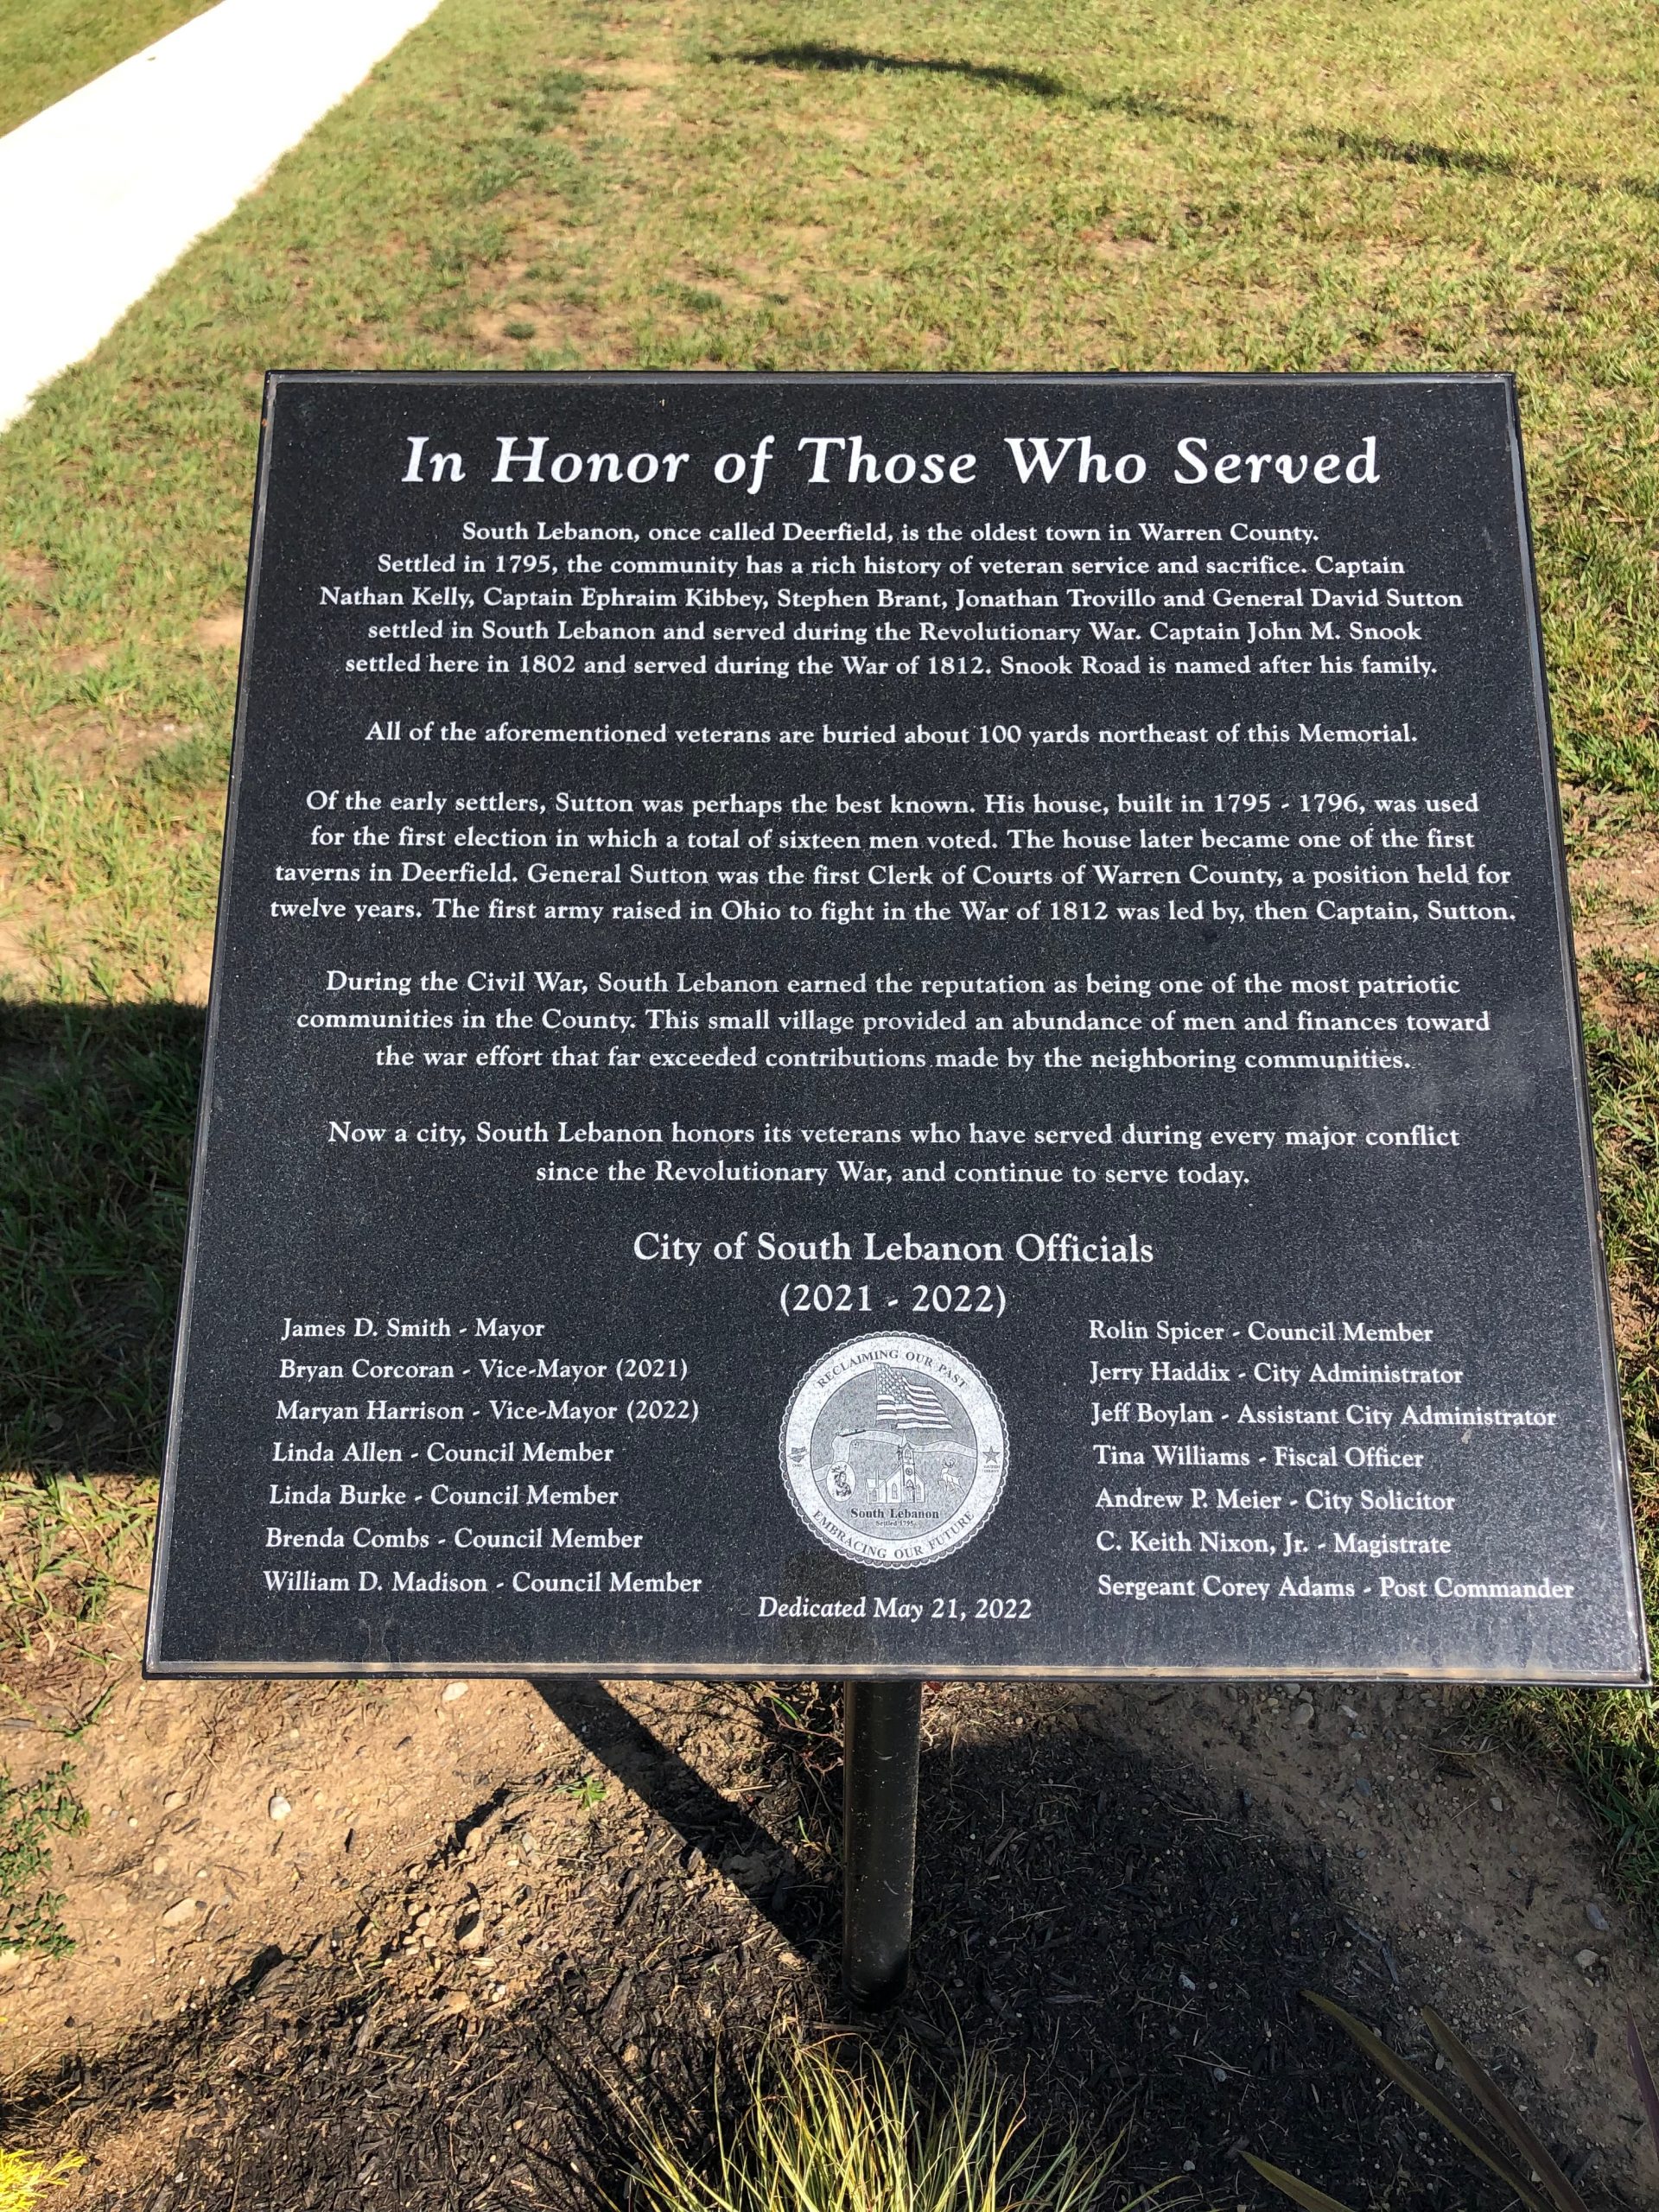 In Honor of Those Who Served
South Lebanon, once called Deerfield, is the oldest town in Warren County.
Settled in 1795, the community has a rich history of veteran service and sacrifice. Captain
Nathan Kelly, Captain Ephraim Kibbey, Stephen Brant, Jonathan Trovillo and General David Sutton
settled in South Lebanon and served during the Revolutionary War. Captain John M. Snook
settled here in 1802 and served during the War of 1812. Snook Road is named after his family.
All of the aforementioned veterans are buried about 100 yards northeast of this Memorial.
Of the early settlers, Sutton was perhaps the best known. His house, built in 1795 - 1796, was used
for the first election in which a total of sixteen men voted. The house later became one of the first
taverns in Deerfield. General Sutton was the first Clerk of Courts of Warren County, a position held for
twelve years. The first army raised in Ohio to fight in the War of 1812 was led by, then Captain, Sutton.
During the Civil War, South Lebanon earned the reputation as being one of the most patriotic
communities in the County. This small village provided an abundance of men and finances toward
the war effort that far exceeded contributions made by the neighboring communities.
Now a city, South Lebanon honors its veterans who have served during every major conflict
since the Revolutionary War, and continue to serve today.
City of South Lebanon Officials
(2021 - 2022)
James D. Smith - Mayor
Bryan Corcoran - Vice-Mayor (2021)
Maryan Harrison - Vice-Mayor (2022)
Linda Allen - Council Member
Linda Burke - Council Member
Brenda Combs - Council Member
William D. Madison - Council Member
RECLAIMING OUR PAST
South Lebanon
Settled 1795
EMBRACING OUR FUTURE
Dedicated May 21, 2022
Rolin Spicer - Council Member
Jerry Haddix - City Administrator
Jeff Boylan - Assistant City Administrator
Tina Williams - Fiscal Officer
Andrew P. Meier - City Solicitor
C. Keith Nixon, Jr. - Magistrate
Sergeant Corey Adams - Post Commander